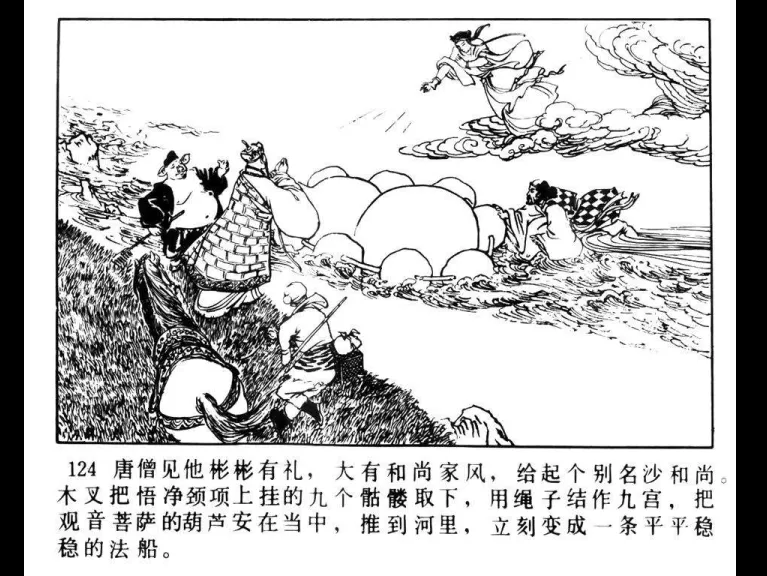 124 唐僧见他彬彬有礼，大有和尚家风，给起个别名沙和尚。
木叉把悟净颈项上挂的九个骷髅取下，用绳子结作九宫，把
观音菩萨的葫芦安在当中，推到河里，立刻变成一条平平稳
稳的法船。